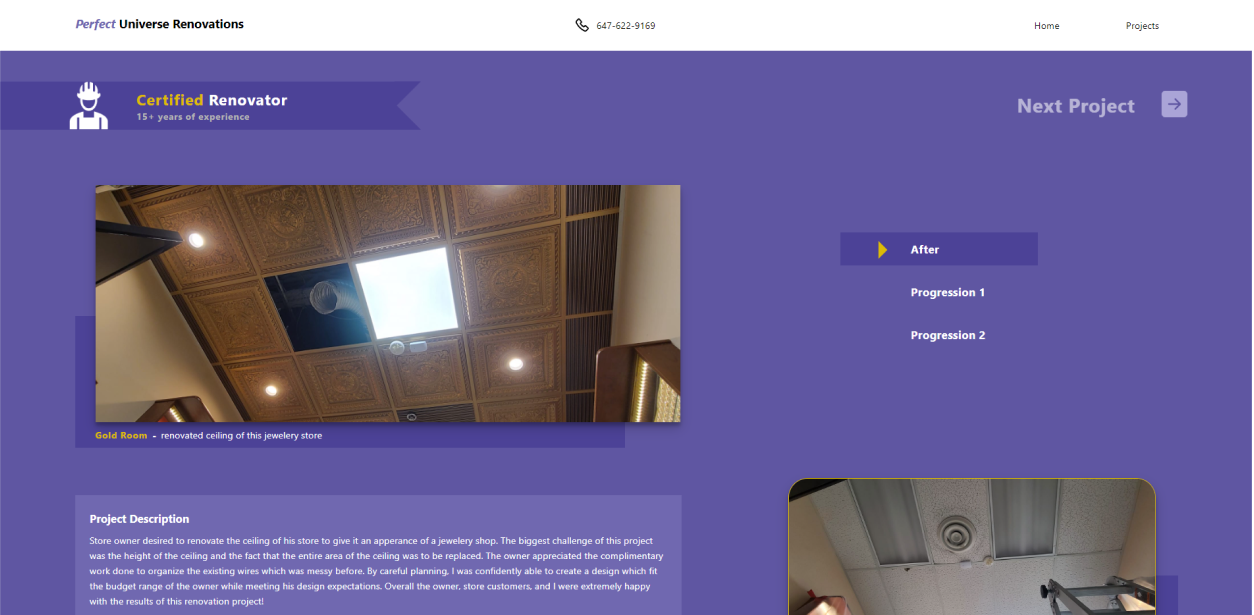 Perfect Universe Renovations
647-622-9169
Home
Projects
Certified Renovator
15+ years of experience
Next Project
After
Progression 1
Progression 2
Gold Room - renovated ceiling of this jewelery store
Project Description
Store owner desired to renovate the ceiling of his store to give it an apperance of a jewelery shop. The biggest challenge of this project
was the height of the ceiling and the fact that the entire area of the ceiling was to be replaced. The owner appreciated the complimentary
work done to organize the existing wires which was messy before. By careful planning, I was confidently able to create a design which fit
the budget range of the owner while meeting his design expectations. Overall the owner, store customers, and I were extremely happy
with the results of this renovation project!